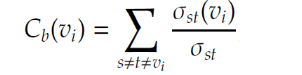 C_b(v_i) = \sum_{s \neq t \neq v_i} \frac{\sigma_{st}(v_i)}{\sigma_{st}}